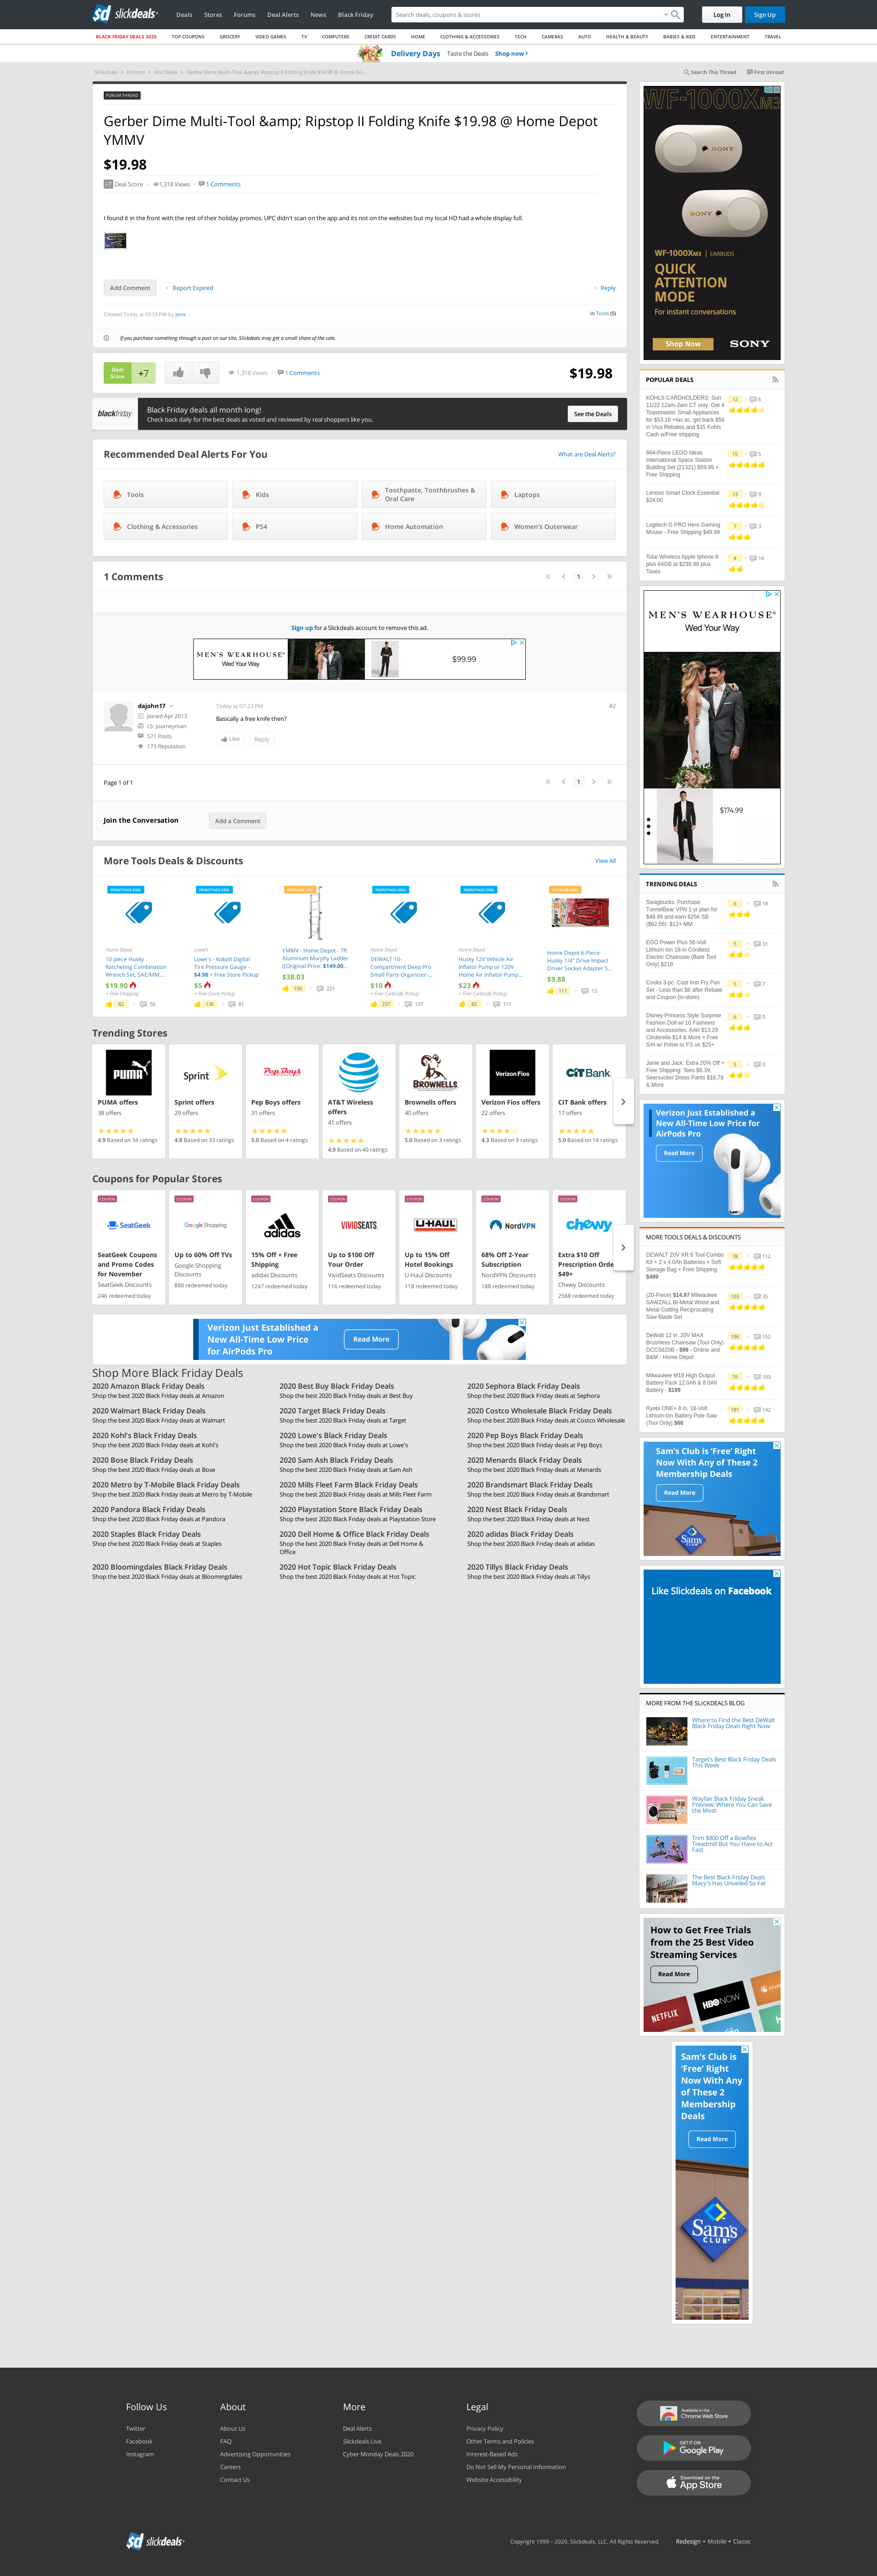 slickdeals
Deals Stores Forums Deal Alerts News Black Friday
Search deals, coupons & stores
Log In Sign Up
BLACK FRIDAY DEALS 2020 TOP COUPONS GROCERY VIDEO GAMES TV COMPUTERS CREDIT CARDS HOME CLOTHING & ACCESSORIES TECH CAMERAS AUTO HEALTH & BEAUTY BABIES & KIDS ENTERTAINMENT TRAVEL
Delivery Days Taste the Deals Shop now
Slickdeals > Forums > Hot Deals > Gerber Dime Multi-Tool &amp; Ripstop II Folding Knife $19.98 @ Home De...
Search This Thread First Unread
FORUM THREAD
Gerber Dime Multi-Tool &amp; Ripstop II Folding Knife $19.98 @ Home Depot
YMMV
$19.98
+7 Deal Score 1,318 Views 1 Comments
I found it in the front with the rest of their holiday promos. UPC didn't scan on the app and its not on the websites but my local HD had a whole display full.
Add Comment Report Expired Reply
Created Today at 03:53 PM by jonx
in Tools (5)
If you purchase something through a post on our site, Slickdeals may get a small share of the sale.
Deal Score +7 1,318 Views 1 Comments $19.98
blackfriday
Black Friday deals all month long!
Check back daily for the best deals as voted and reviewed by real shoppers like you.
See the Deals
Recommended Deal Alerts For You
What are Deal Alerts?
Tools
Kids
Toothpaste, Toothbrushes & Oral Care
Laptops
Clothing & Accessories
PS4
Home Automation
Women's Outerwear
1 Comments
1
Sign up for a Slickdeals account to remove this ad.
MEN'S WEARHOUSE®
Wed Your Way
$99.99
dajohn17
Joined Apr 2013
L5: Journeyman
571 Posts
173 Reputation
Today at 07:23 PM
#2
Basically a free knife then?
Like Reply
Page 1 of 1
1
Join the Conversation
Add a Comment
More Tools Deals & Discounts
View All
FRONTPAGE DEAL
Home Depot
10 piece Husky
Ratcheting Combination
Wrench Set, SAE/MM,...
$19.90
+ Free Shipping
82 50
FRONTPAGE DEAL
Lowe's
Lowe's - Kobalt Digital
Tire Pressure Gauge -
$4.98 + Free Store Pickup
$5
+ Free Store Pickup
136 81
POPULAR DEAL
YMMV - Home Depot - 7ft
Aluminum Murphy Ladder
((Original Price: $149.00...
$38.03
190 221
FRONTPAGE DEAL
Home Depot
DEWALT 10-
Compartment Deep Pro
Small Parts Organizer-...
$10
+ Free Curbside Pickup
237 137
FRONTPAGE DEAL
Home Depot
Husky 12V Vehicle Air
Inflator Pump or 120V
Home Air Inflator Pump...
$23
+ Free Curbside Pickup
82 111
POPULAR DEAL
Home Depot 6-Piece
Husky 1/4" Drive Impact
Driver Socket Adapter S...
$9.88
117 13
Trending Stores
PUMA
PUMA offers
38 offers
4.9 Based on 34 ratings
Sprint
Sprint offers
29 offers
4.8 Based on 33 ratings
Pep Boys
Pep Boys offers
31 offers
5.0 Based on 4 ratings
AT&T
AT&T Wireless
offers
41 offers
4.9 Based on 40 ratings
BROWNELLS
Brownells offers
40 offers
5.0 Based on 3 ratings
Verizon Fios
Verizon Fios offers
22 offers
4.3 Based on 9 ratings
CIT Bank
CIT Bank offers
17 offers
5.0 Based on 14 ratings
Coupons for Popular Stores
COUPON
SeatGeek
SeatGeek Coupons
and Promo Codes
for November
SeatGeek Discounts
246 redeemed today
COUPON
Google Shopping
Up to 60% Off TVs
Google Shopping
Discounts
880 redeemed today
COUPON
adidas
15% Off + Free
Shipping
adidas Discounts
1247 redeemed today
COUPON
VIVIDSEATS
Up to $100 Off
Your Order
VividSeats Discounts
116 redeemed today
COUPON
U-HAUL
Up to 15% Off
Hotel Bookings
U-Haul Discounts
118 redeemed today
COUPON
NordVPN
68% Off 2-Year
Subscription
NordVPN Discounts
188 redeemed today
COUPON
chewy
Extra $10 Off
Prescription Orde
$49+
Chewy Discounts
2568 redeemed today
Verizon Just Established a
New All-Time Low Price
for AirPods Pro
Read More
Shop More Black Friday Deals
2020 Amazon Black Friday Deals
Shop the best 2020 Black Friday deals at Amazon
2020 Best Buy Black Friday Deals
Shop the best 2020 Black Friday deals at Best Buy
2020 Sephora Black Friday Deals
Shop the best 2020 Black Friday deals at Sephora
2020 Walmart Black Friday Deals
Shop the best 2020 Black Friday deals at Walmart
2020 Target Black Friday Deals
Shop the best 2020 Black Friday deals at Target
2020 Costco Wholesale Black Friday Deals
Shop the best 2020 Black Friday deals at Costco Wholesale
2020 Kohl's Black Friday Deals
Shop the best 2020 Black Friday deals at Kohl's
2020 Lowe's Black Friday Deals
Shop the best 2020 Black Friday deals at Lowe's
2020 Pep Boys Black Friday Deals
Shop the best 2020 Black Friday deals at Pep Boys
2020 Bose Black Friday Deals
Shop the best 2020 Black Friday deals at Bose
2020 Sam Ash Black Friday Deals
Shop the best 2020 Black Friday deals at Sam Ash
2020 Menards Black Friday Deals
Shop the best 2020 Black Friday deals at Menards
2020 Metro by T-Mobile Black Friday Deals
Shop the best 2020 Black Friday deals at Metro by T-Mobile
2020 Mills Fleet Farm Black Friday Deals
Shop the best 2020 Black Friday deals at Mills Fleet Farm
2020 Brandsmart Black Friday Deals
Shop the best 2020 Black Friday deals at Brandsmart
2020 Pandora Black Friday Deals
Shop the best 2020 Black Friday deals at Pandora
2020 Playstation Store Black Friday Deals
Shop the best 2020 Black Friday deals at Playstation Store
2020 Nest Black Friday Deals
Shop the best 2020 Black Friday deals at Nest
2020 Staples Black Friday Deals
Shop the best 2020 Black Friday deals at Staples
2020 Dell Home & Office Black Friday Deals
Shop the best 2020 Black Friday deals at Dell Home &
Office
2020 adidas Black Friday Deals
Shop the best 2020 Black Friday deals at adidas
2020 Bloomingdales Black Friday Deals
Shop the best 2020 Black Friday deals at Bloomingdales
2020 Hot Topic Black Friday Deals
Shop the best 2020 Black Friday deals at Hot Topic
2020 Tillys Black Friday Deals
Shop the best 2020 Black Friday deals at Tillys
WF-1000XM3
SONY
SONY
WF-1000XM3 | EARBUDS
QUICK
ATTENTION
MODE
For instant conversations
Shop Now SONY
POPULAR DEALS
KOHLS CARDHOLDERS: Sun
11/22 12am-2am CT only: Get 4
Toastmaster Small Appliances
for $53.18 +tax ac, get back $56
in Visa Rebates and $15 Kohls
Cash w/Free shipping
12 6
864-Piece LEGO Ideas
International Space Station
Building Set (21321) $59.99 +
Free Shipping
15 5
Lenovo Smart Clock Essential
$24.00
13 9
Logitech G PRO Hero Gaming
Mouse - Free Shipping $49.99
7 3
Total Wireless Apple Iphone 8
plus 64GB at $239.98 plus
Taxes
4 14
MEN'S WEARHOUSE®
Wed Your Way
$174.99
TRENDING DEALS
Swagbucks: Purchase
TunnelBear VPN 1 yr plan for
$49.99 and earn 6256 SB
($62.56); $12+ MM
6 18
EGO Power Plus 56-Volt
Lithium Ion 18-in Cordless
Electric Chainsaw (Bare Tool
Only) $219
5 31
Cooks 3-pc. Cast Iron Fry Pan
Set - Less than $6 after Rebate
and Coupon (in-store)
5 7
Disney Princess Style Surprise
Fashion Doll w/ 10 Fashions
and Accessories: Ariel $13.29
Cinderella $14 & More + Free
S/H w/ Prime or FS on $25+
6 0
Janie and Jack: Extra 20% Off +
Free Shipping: Tees $6.39,
Seersucker Dress Pants $16.79
& More
5 0
Verizon Just Established a
New All-Time Low Price for
AirPods Pro
Read More
MORE TOOLS DEALS & DISCOUNTS
DEWALT 20V XR 6 Tool Combo
Kit + 2 x 4.0Ah Batteries + Soft
Storage Bag + Free Shipping
$499
78 112
(20-Piece) $14.97 Milwaukee
SAWZALL Bi-Metal Wood and
Metal Cutting Reciprocating
Saw Blade Set
103 35
DeWalt 12 in. 20V MAX
Brushless Chainsaw (Tool Only)
DCCS620B - $99 - Online and
B&M - Home Depot
196 152
Milwaukee M18 High Output
Battery Pack 12.0Ah & 8.0Ah
Battery - $199
79 103
Ryobi ONE+ 8 in. 18-Volt
Lithium-Ion Battery Pole Saw
(Tool Only) $68
181 142
Sam's Club is 'Free' Right
Now With Any of These 2
Membership Deals
Read More
Sam's
Like Slickdeals on Facebook
MORE FROM THE SLICKDEALS BLOG
Where to Find the Best DeWalt
Black Friday Deals Right Now
Target's Best Black Friday Deals
This Week
Wayfair Black Friday Sneak
Preview: Where You Can Save
the Most
Trim $800 Off a Bowflex
Treadmill But You Have to Act
Fast
The Best Black Friday Deals
Macy's Has Unveiled So Far
How to Get Free Trials
from the 25 Best Video
Streaming Services
Read More
NETFLIX
HBO NOW
Sam's Club is
'Free' Right
Now With Any
of These 2
Membership
Deals
Read More
Sam's
CLUB
Follow Us
Twitter
Facebook
Instagram
About
About Us
FAQ
Advertising Opportunities
Careers
Contact Us
More
Deal Alerts
Slickdeals Live
Cyber Monday Deals 2020
Legal
Privacy Policy
Other Terms and Policies
Interest-Based Ads
Do Not Sell My Personal Information
Website Accessibility
Available in the
Chrome Web Store
GET IT ON
Google Play
Download on the
App Store
slickdeals
Copyright 1999 - 2020. Slickdeals, LLC. All Rights Reserved. Redesign • Mobile • Classic